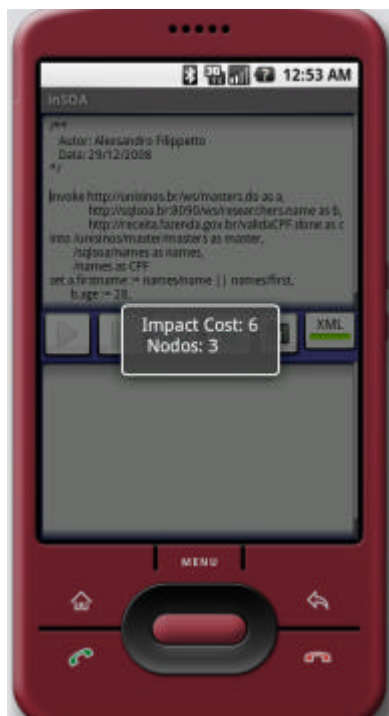 3G
12:53 AM
inSOA
/**
Autor: Alessandro Filippetto
Data: 29/12/2008
*/
invoke http://unisinos.br/ws/masters.do as a,
http://sqlsoa.br:8090/ws/researchers.name as b,
http://receita.fazenda.gov.br/validaCPF.done as c
into /unisinos/master/masters as master,
/sqlsoa/names as names,
/names as CPF
set a.firstname := names/name || names/first,
b.age := 28,
Impact Cost: 6
Nodos: 3
XML
MENU